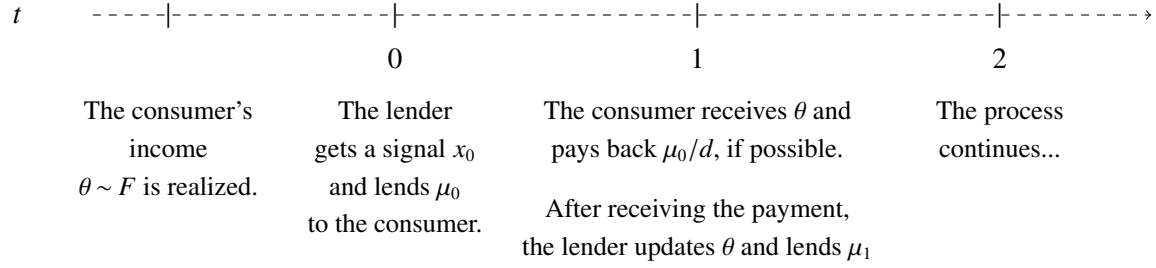 t
0
1
2
The consumer's
income
θ ~ F is realized.
The lender
gets a signal x₀
and lends μ₀
to the consumer.
The consumer receives θ and
pays back μ₀/d, if possible.
After receiving the payment,
the lender updates θ and lends μ₁
The process
continues...